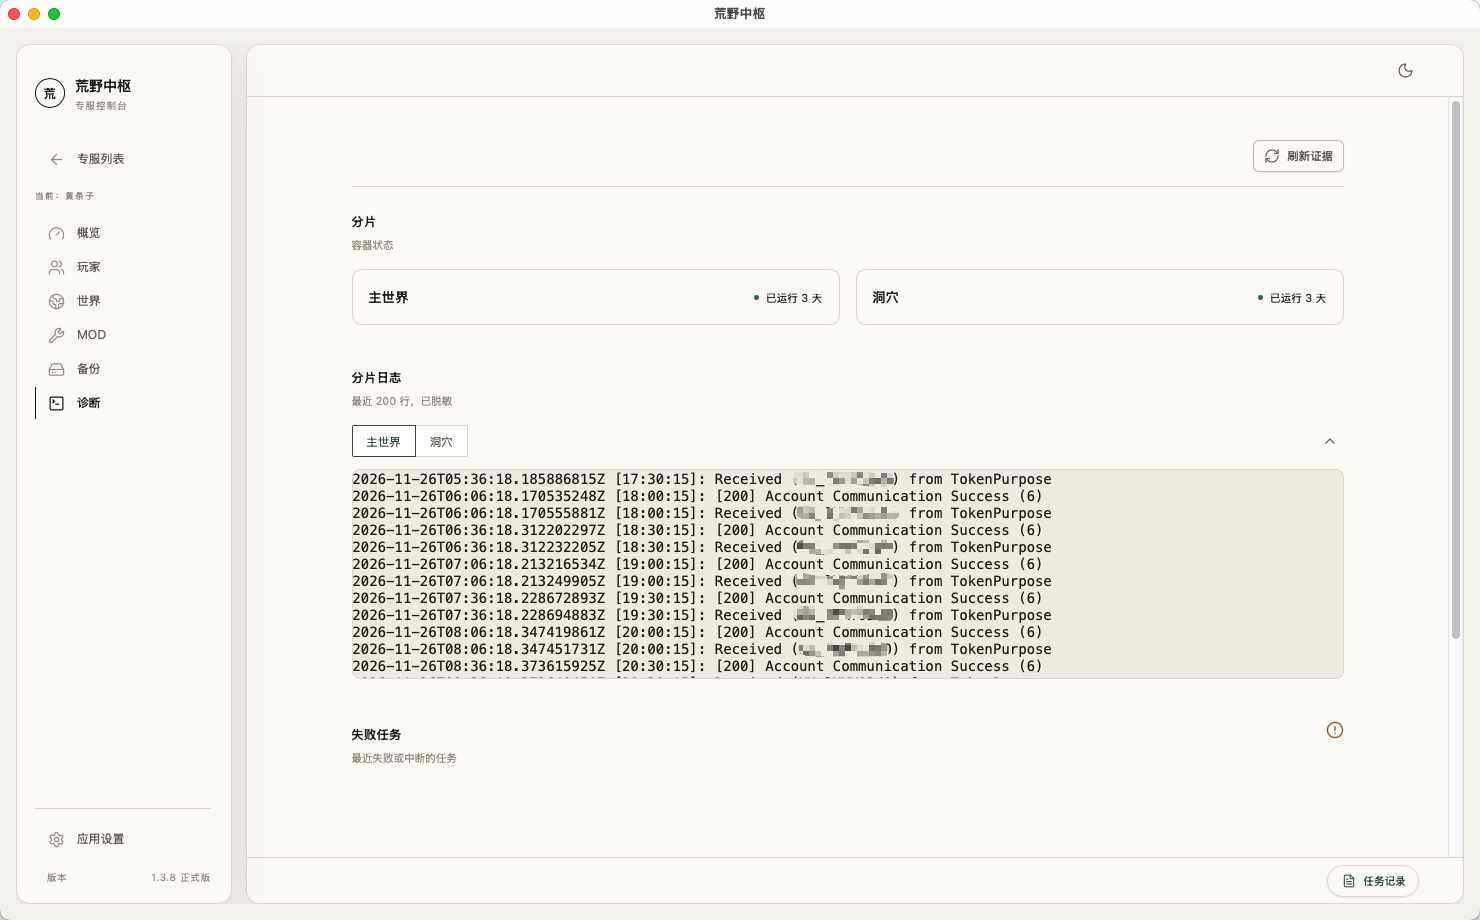 荒野中枢
荒
荒野中枢
专服控制台
专服列表
当前：黄条子
概览
玩家
世界
MOD
备份
诊断
应用设置
版本
1.3.8 正式版
刷新证据
分片
容器状态
主世界
已运行 3 天
洞穴
已运行 3 天
分片日志
最近 200 行，已脱敏
主世界
洞穴
2026-11-26T05:36:18.185886815Z [17:30:15]: Received ( ) from TokenPurpose
2026-11-26T06:06:18.170535248Z [18:00:15]: [200] Account Communication Success (6)
2026-11-26T06:06:18.170555881Z [18:00:15]: Received ( from TokenPurpose
2026-11-26T06:36:18.312202297Z [18:30:15]: [200] Account Communication Success (6)
2026-11-26T06:36:18.312232205Z [18:30:15]: Received ( ) from TokenPurpose
2026-11-26T07:06:18.213216534Z [19:00:15]: [200] Account Communication Success (6)
2026-11-26T07:06:18.213249905Z [19:00:15]: Received ( ) from TokenPurpose
2026-11-26T07:36:18.228672893Z [19:30:15]: [200] Account Communication Success (6)
2026-11-26T07:36:18.228694883Z [19:30:15]: Received ( ) from TokenPurpose
2026-11-26T08:06:18.347419861Z [20:00:15]: [200] Account Communication Success (6)
2026-11-26T08:06:18.347451731Z [20:00:15]: Received ( ) from TokenPurpose
2026-11-26T08:36:18.373615925Z [20:30:15]: [200] Account Communication Success (6)
失败任务
最近失败或中断的任务
任务记录